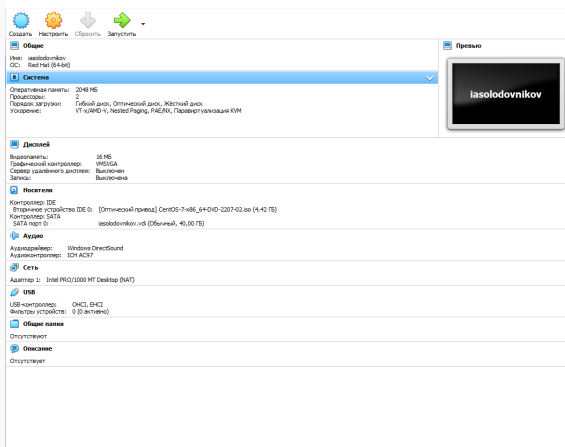 Создать Настроить Сбросить Запустить
Общие
Имя: iasolodovnikov
ОС: Red Hat (64-bit)
Система
Оперативная память: 2048 МБ
Процессоры: 2
Порядок загрузки: Гибкий диск, Оптический диск, Жёсткий диск
Ускорение: VT-x/AMD-V, Nested Paging, PAE/NX, Паравиртуализация KVM
Превью
iasolodovnikov
Дисплей
Видеопамять: 16 МБ
Графический контроллер: VMSVGA
Сервер удалённого дисплея: Выключен
Запись: Выключена
Носители
Контроллер: IDE
Вторичное устройство IDE 0: [Оптический привод] CentOS-7-x86_64-DVD-2207-02.iso (4,42 ГБ)
Контроллер: SATA
SATA порт 0: iasolodovnikov.vdi (Обычный, 40,00 ГБ)
Аудио
Аудиодрайвер: Windows DirectSound
Аудиоконтроллер: ICH AC97
Сеть
Адаптер 1: Intel PRO/1000 MT Desktop (NAT)
USB
USB-контроллер: OHCI, EHCI
Фильтры устройств: 0 (0 активно)
Общие папки
Отсутствуют
Описание
Отсутствует